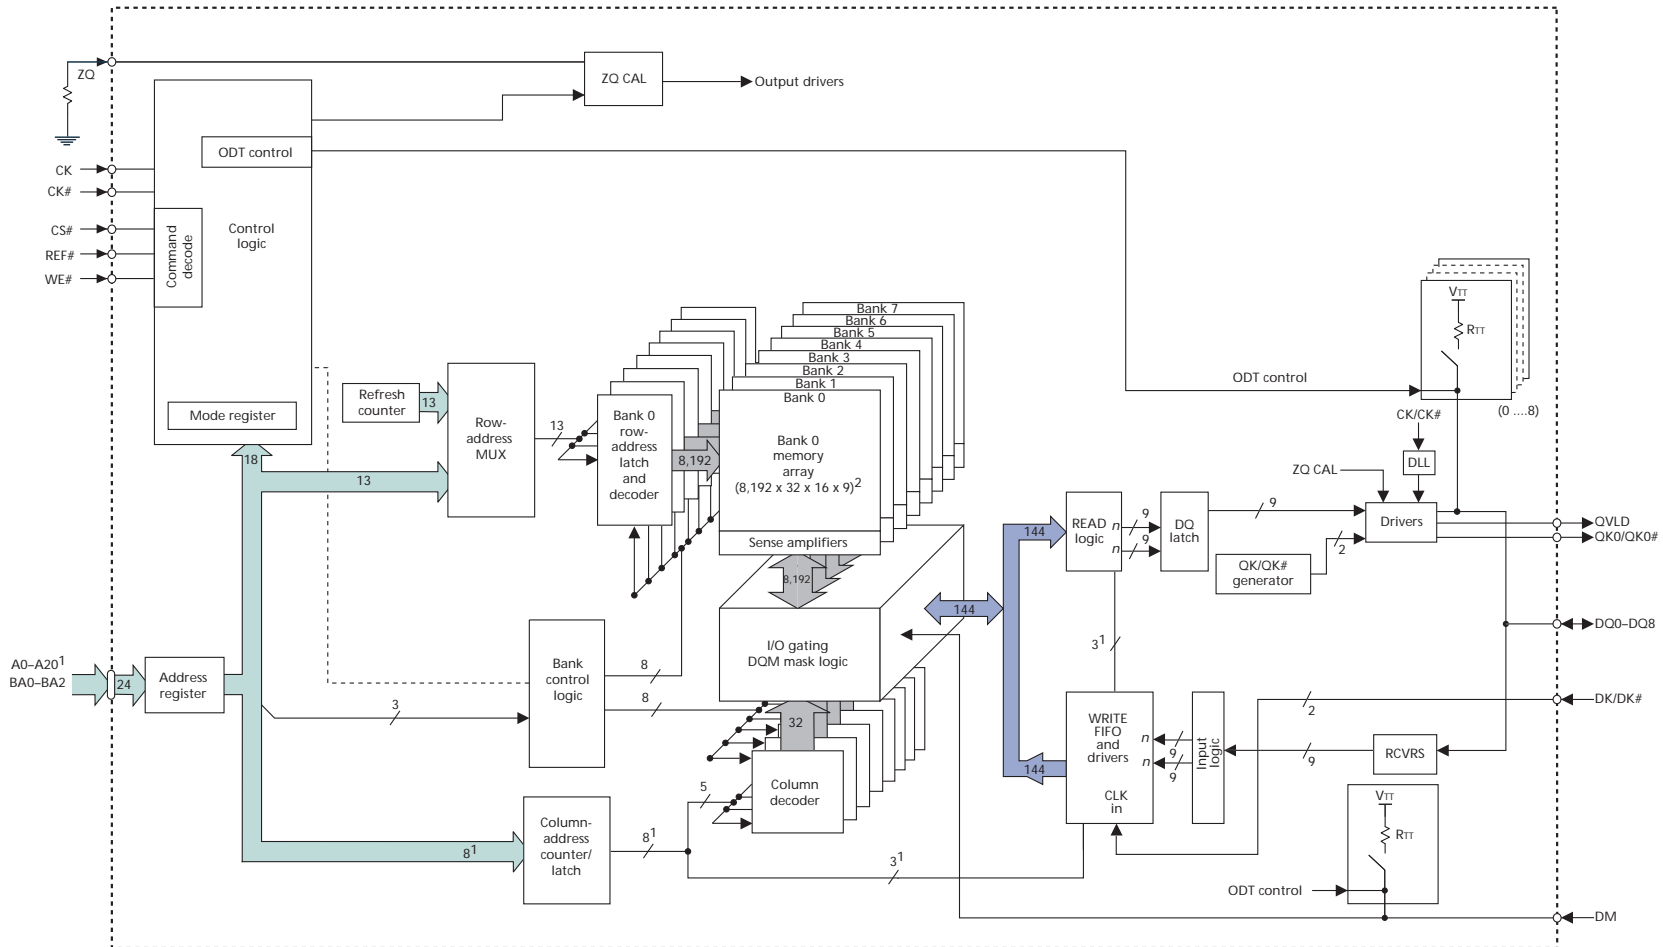 ZQ
ZQ CAL
Output drivers
ODT control
CK
CK#
CS#
REF#
WE#
Command
decode
Control
logic
Mode register
Refresh
counter
13
Row-
address
MUX
13
Bank 0
row-
address
latch
and
decoder
8,192
Bank 7
Bank 6
Bank 5
Bank 4
Bank 3
Bank 2
Bank 1
Bank 0
Bank 0
memory
array
(8,192 x 32 x 16 x 9)2
Sense amplifiers
8,192
18
13
I/O gating
DQM mask logic
A0–A201
BA0–BA2
24
Address
register
3
Bank
control
logic
8
8
32
Column
decoder
5
Column-
address
counter/
latch
81
81
31
144
144
144
READ
logic
n
n
9
9
DQ
latch
9
31
WRITE
FIFO
and
drivers
n
n
CLK
in
9
9
Input
logic
QK/QK#
generator
2
ZQ CAL
CK/CK#
DLL
Drivers
ODT control
VTT
RTT
(0 ....8)
QVLD
QK0/QK0#
DQ0–DQ8
DK/DK#
2
9
RCVRS
VTT
RTT
ODT control
DM